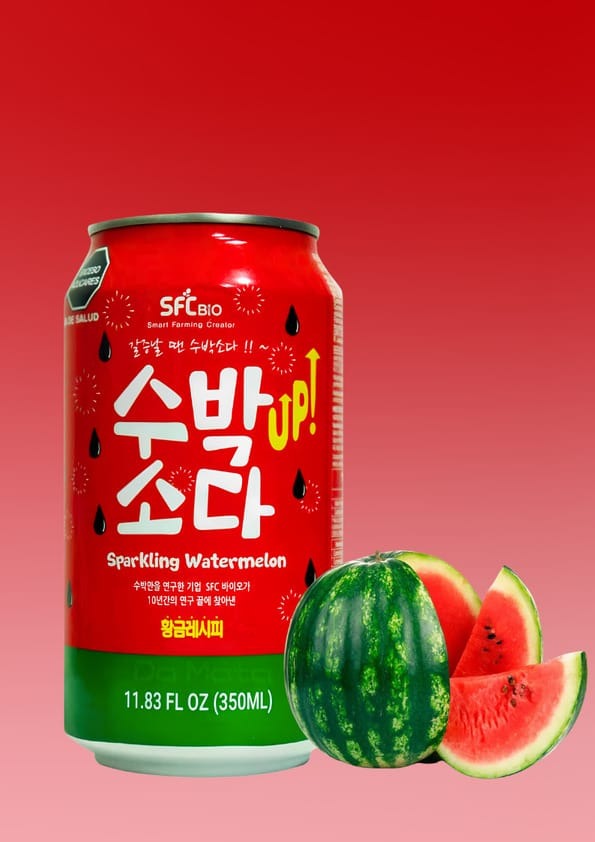 DE SALUD
SFC BIO
Smart Farming Creator
갈증날 땐 수박소다 !! ~
수박 UP!
소다
Sparkling Watermelon
수박만을 연구한 기업 SFC 바이오가
10년간의 연구 끝에 찾아낸
황금레시피
11.83 FL OZ (350ML)